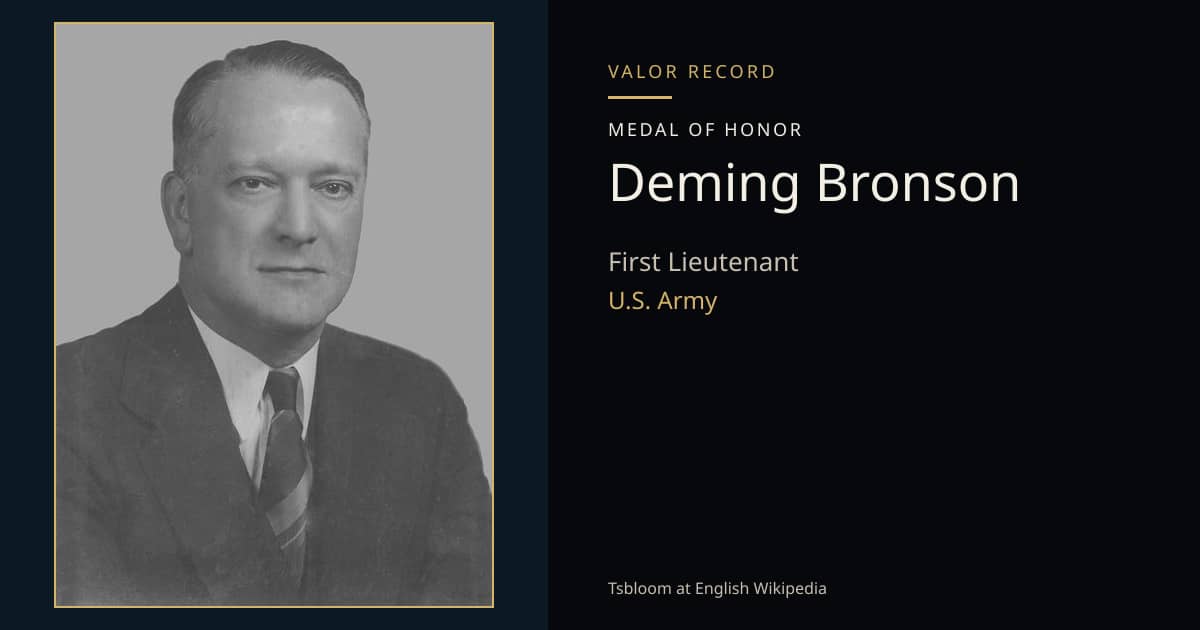 VALOR RECORD
MEDAL OF HONOR
Deming Bronson
First Lieutenant
U.S. Army
Tsbloom at English Wikipedia